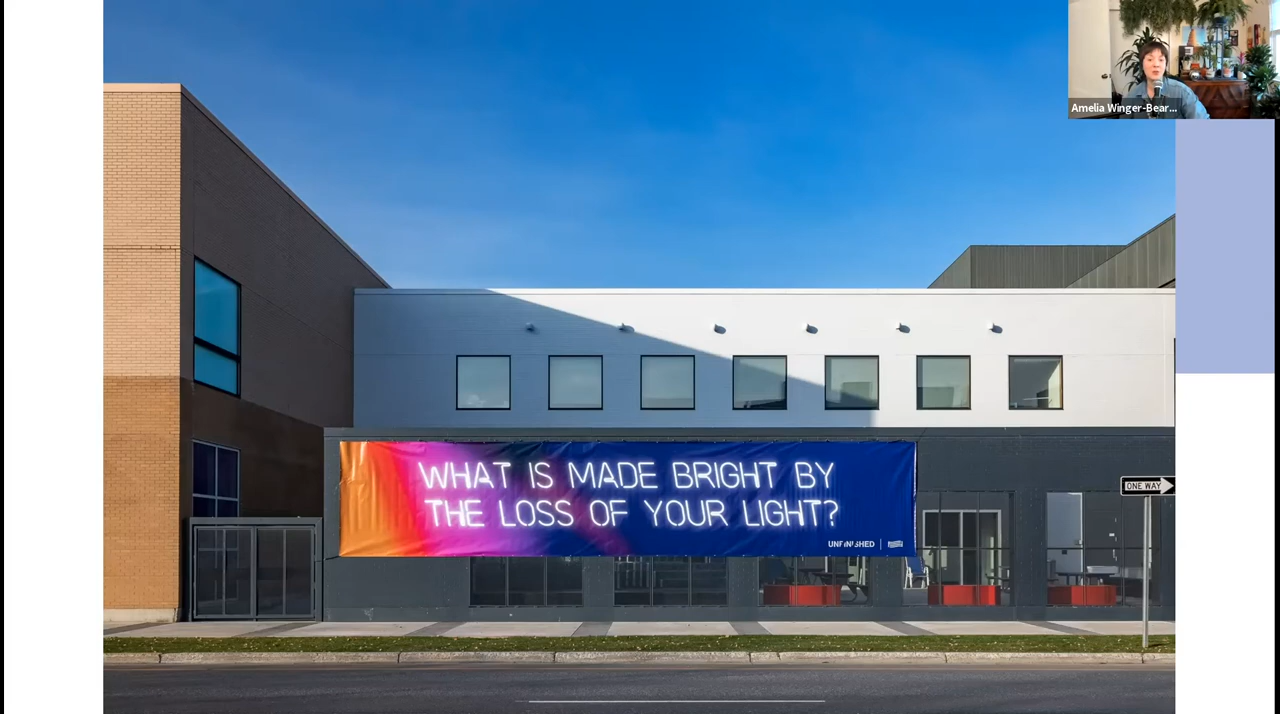 Amelia Winger-Bear...
WHAT IS MADE BRIGHT BY
THE LOSS OF YOUR LIGHT?
UNFINISHED
ONE WAY